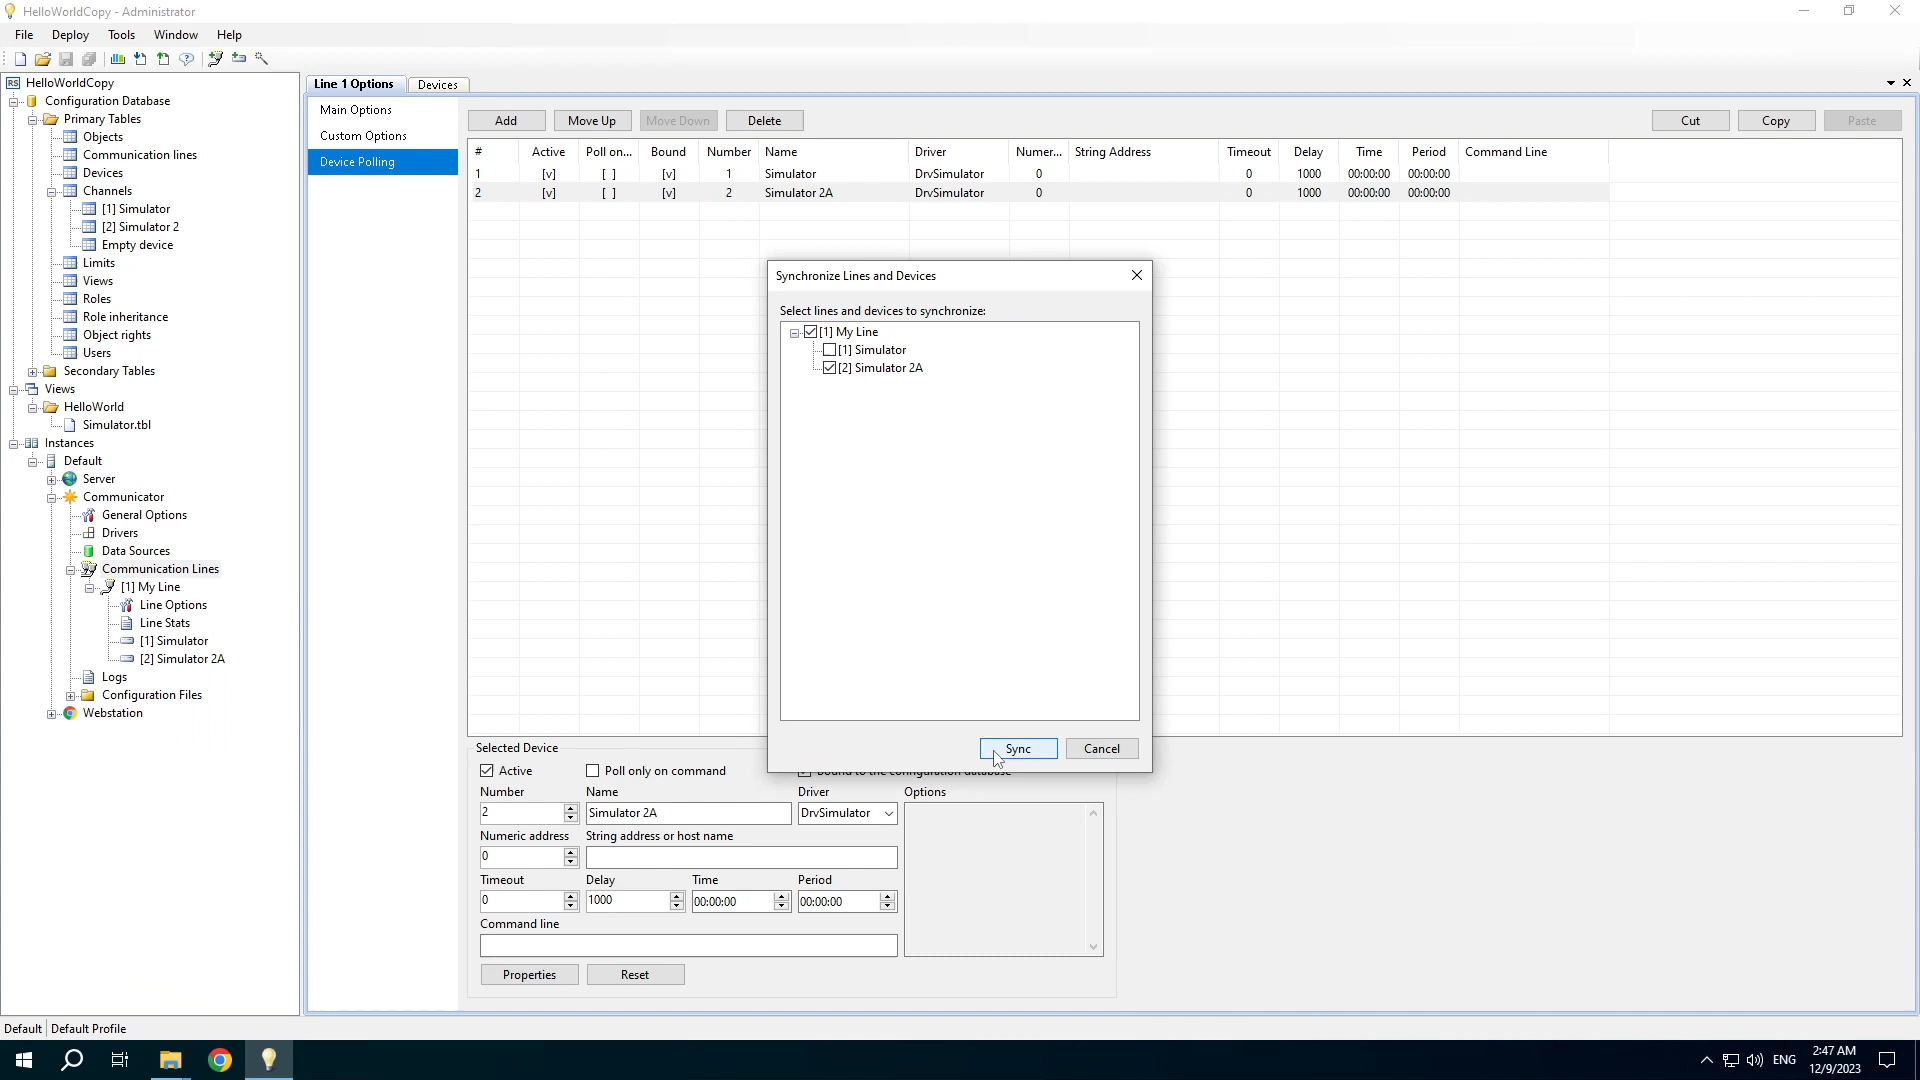 HelloWorldCopy - Administrator
File Deploy Tools Window Help
RS HelloWorldCopy
Configuration Database
Primary Tables
Objects
Communication lines
Devices
Channels
[1] Simulator
[2] Simulator 2
Empty device
Limits
Views
Roles
Role inheritance
Object rights
Users
Secondary Tables
Views
HelloWorld
Simulator.tbl
Instances
Default
Server
Communicator
General Options
Drivers
Data Sources
Communication Lines
[1] My Line
Line Options
Line Stats
[1] Simulator
[2] Simulator 2A
Logs
Configuration Files
Webstation
Line 1 Options Devices
Main Options
Custom Options
Device Polling
Add Move Up Move Down Delete Cut Copy Paste
# Active Poll on... Bound Number Name Driver Numer... String Address Timeout Delay Time Period Command Line
1 [v] [ ] [v] 1 Simulator DrvSimulator 0 0 1000 00:00:00 00:00:00
2 [v] [ ] [v] 2 Simulator 2A DrvSimulator 0 0 1000 00:00:00 00:00:00
Synchronize Lines and Devices
Select lines and devices to synchronize:
[1] My Line
[1] Simulator
[2] Simulator 2A
Sync Cancel
Selected Device
Active Poll only on command Bound to the configuration database
Number Name Driver Options
2 Simulator 2A DrvSimulator
Numeric address String address or host name
0
Timeout Delay Time Period
0 1000 00:00:00 00:00:00
Command line
Properties Reset
Default Default Profile
ENG 2:47 AM
12/9/2023